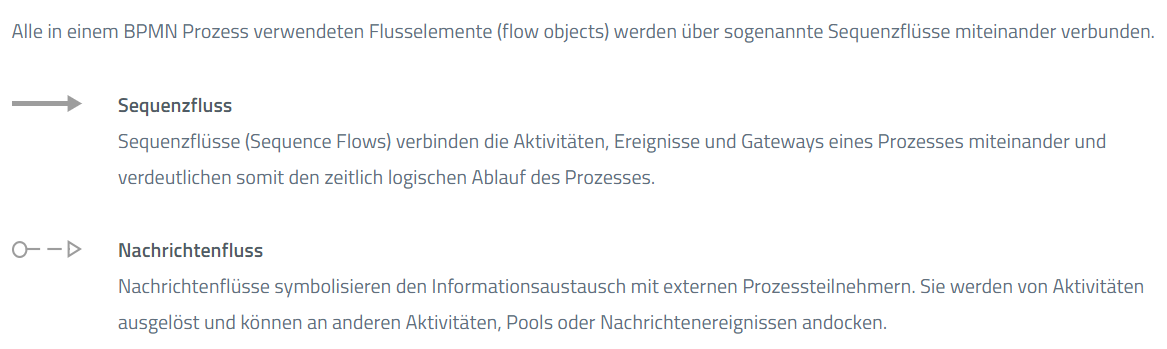 Alle in einem BPMN Prozess verwendeten Flusselemente (flow objects) werden über sogenannte Sequenzflüsse miteinander verbunden.
Sequenzfluss
Sequenzflüsse (Sequence Flows) verbinden die Aktivitäten, Ereignisse und Gateways eines Prozesses miteinander und
verdeutlichen somit den zeitlich logischen Ablauf des Prozesses.
Nachrichtenfluss
Nachrichtenflüsse symbolisieren den Informationsaustausch mit externen Prozessteilnehmern. Sie werden von Aktivitäten
ausgelöst und können an anderen Aktivitäten, Pools oder Nachrichtenereignissen andocken.